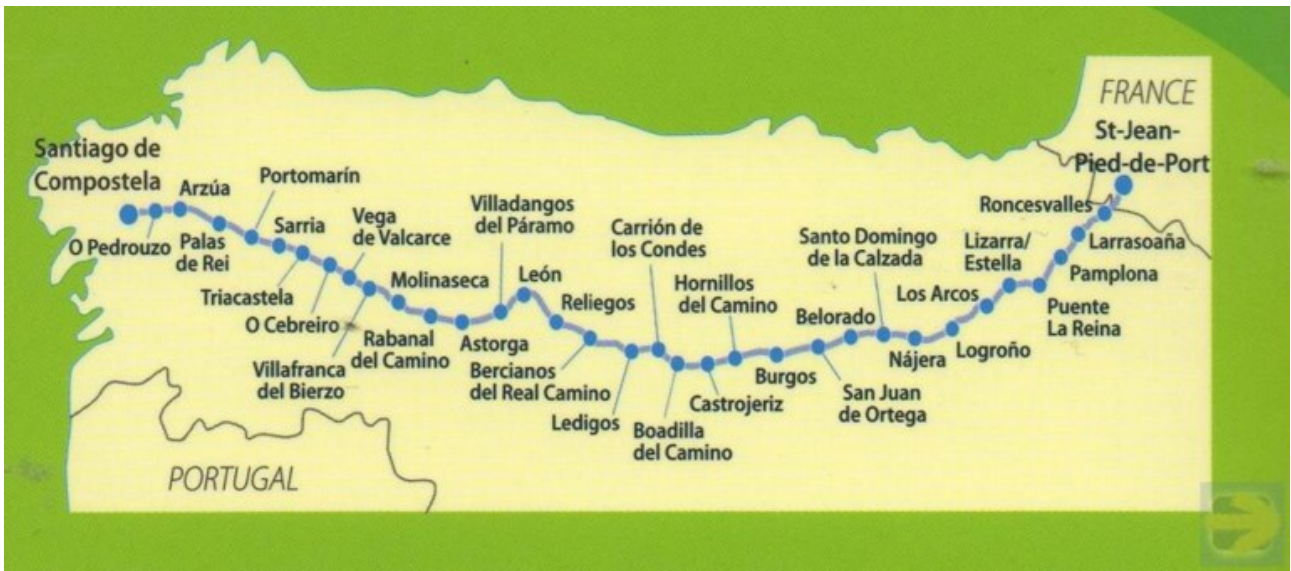 FRANCE
St-Jean-
Pied-de-Port
Santiago de
Compostela
O Pedrouzo
Arzúa
Palas
de Rei
Portomarín
Sarria
Triacastela
O Cebreiro
Vega
de Valcarce
Villafranca
del Bierzo
Molinaseca
Rabanal
del Camino
Astorga
Villadangos
del Páramo
León
Reliegos
Bercianos
del Real Camino
Ledigos
Carrión de
los Condes
Boadilla
del Camino
Castrojeriz
Hornillos
del Camino
Burgos
San Juan
de Ortega
Belorado
Santo Domingo
de la Calzada
Nájera
Logroño
Los Arcos
Lizarra/
Estella
Puente
La Reina
Pamplona
Larrasoaña
Roncesvalles
PORTUGAL